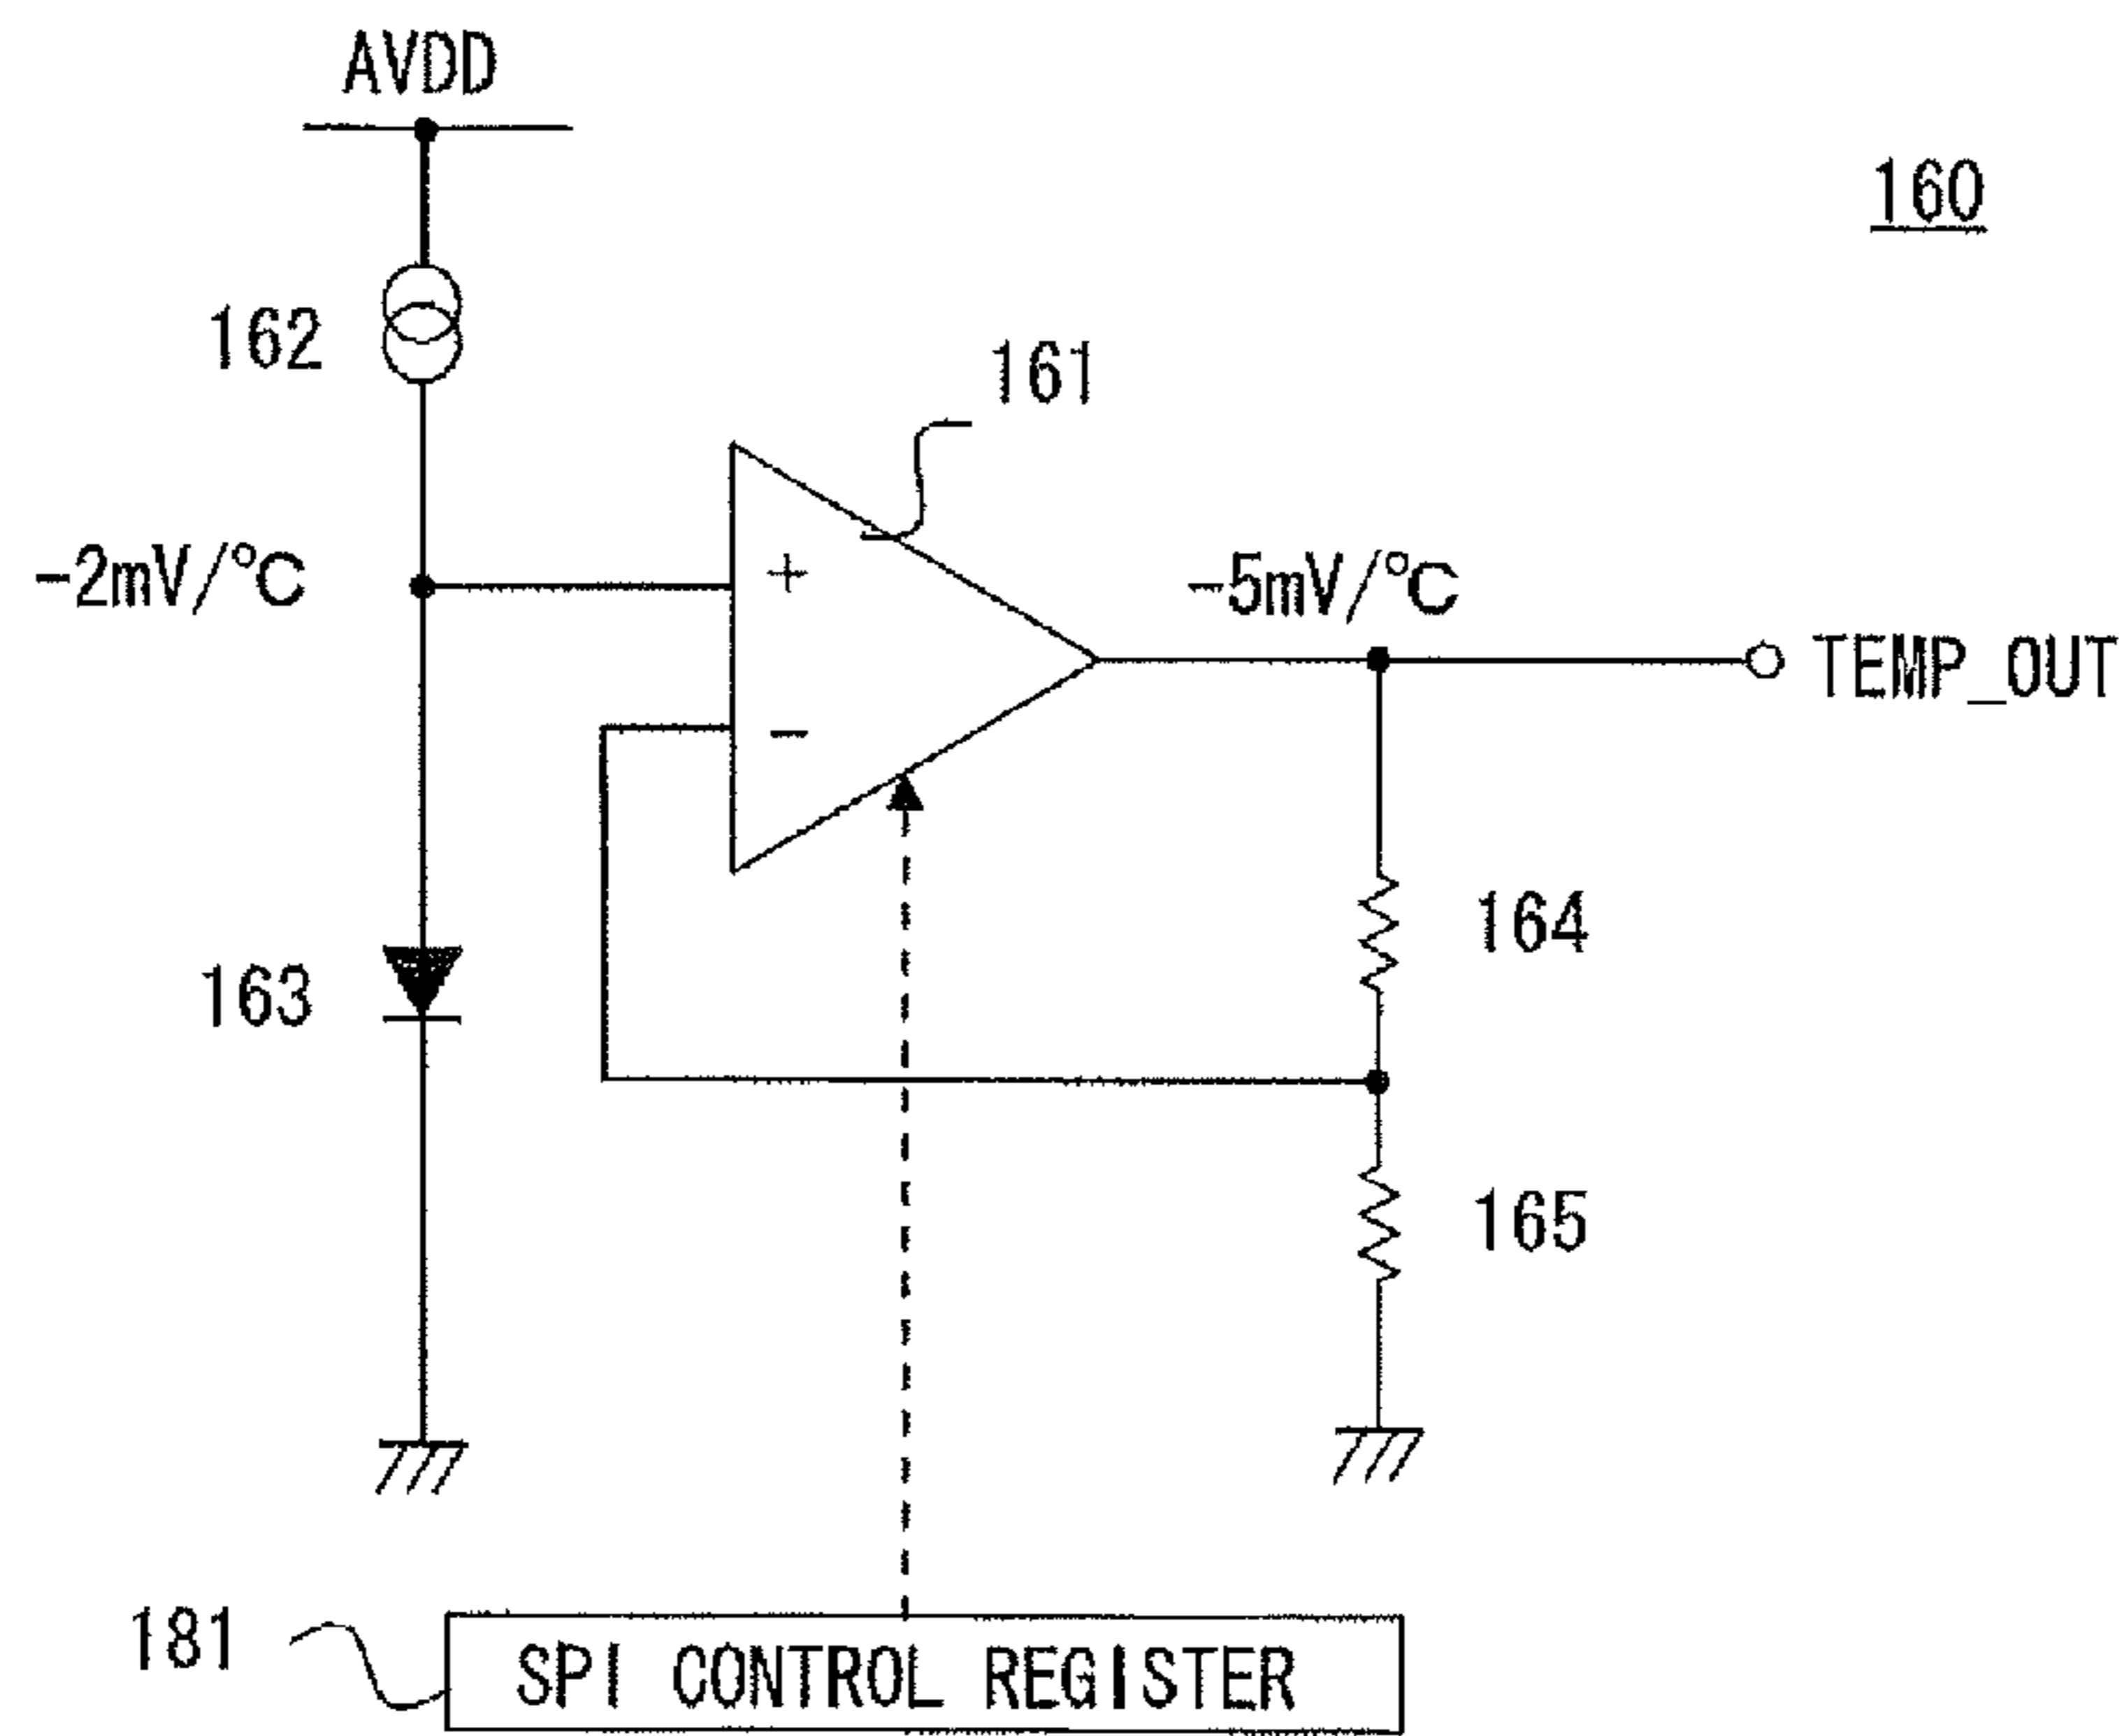 AVDD
160
162
161
-2mV/°C
+
-5mV/°C
TEMP_OUT
-
164
163
165
181
SPI CONTROL REGISTER